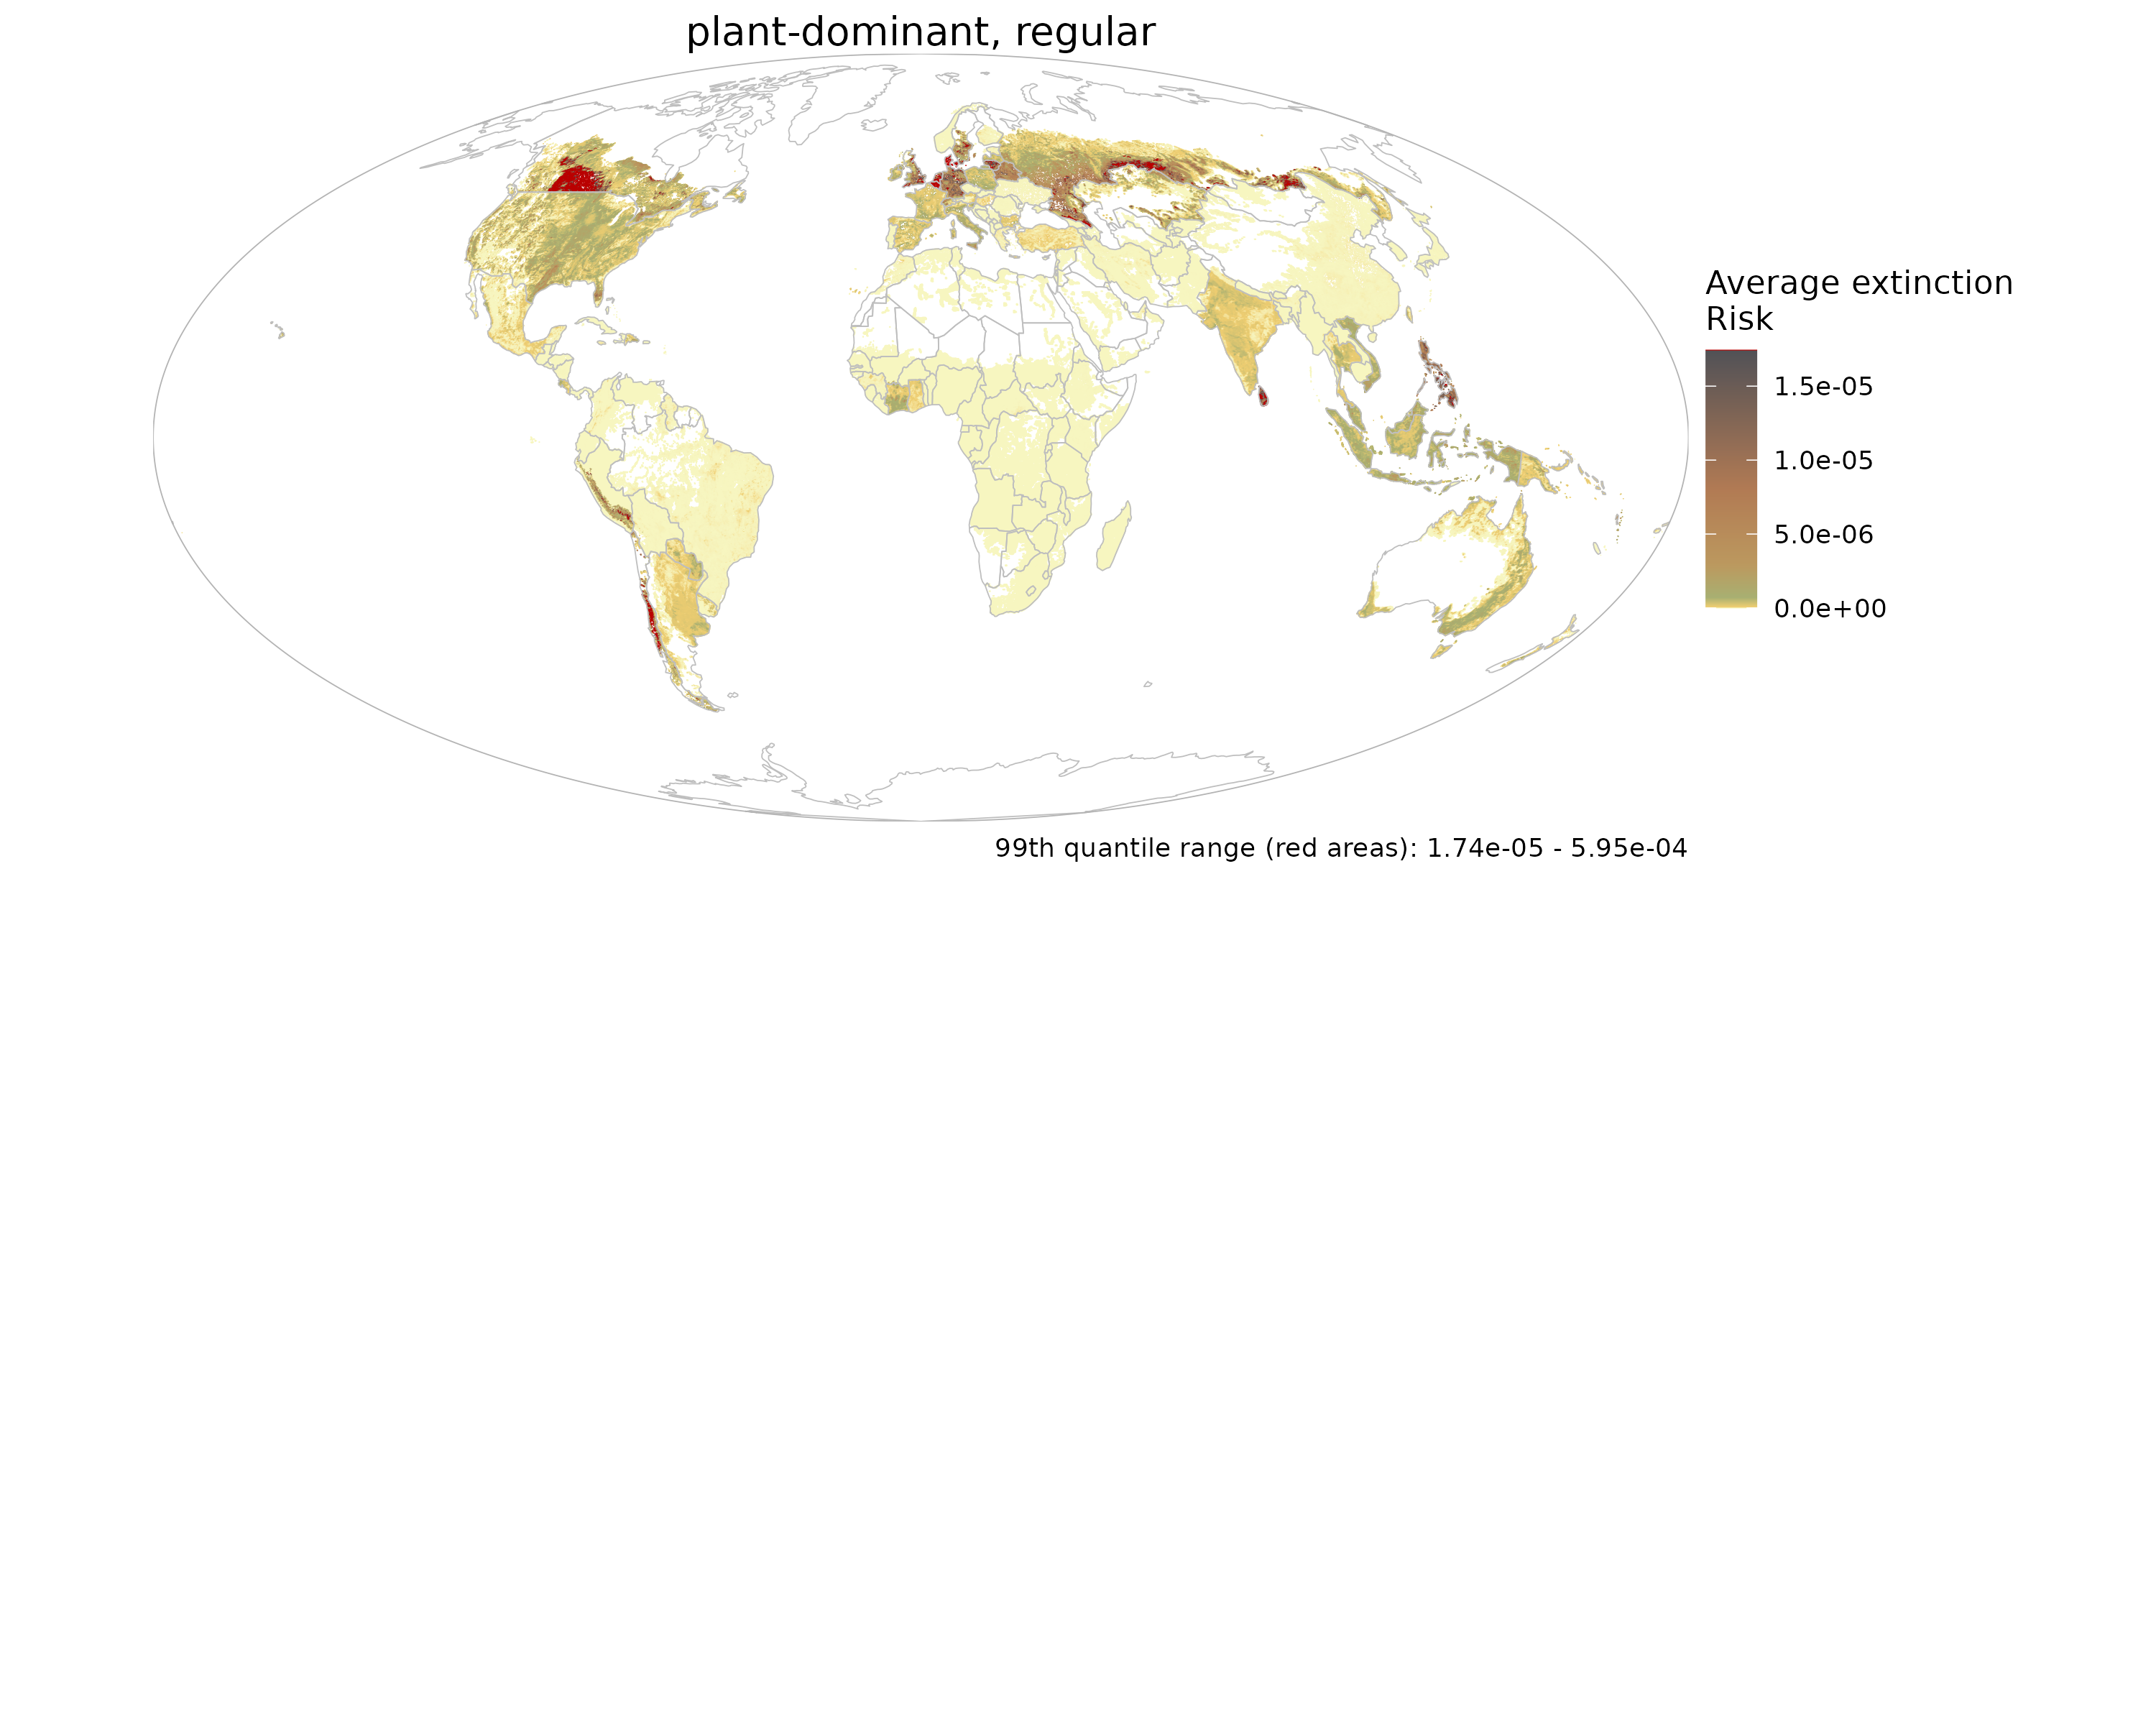 plant-dominant, regular
Average extinction
Risk
1.5e-05
1.0e-05
5.0e-06
0.0e+00
99th quantile range (red areas): 1.74e-05 - 5.95e-04